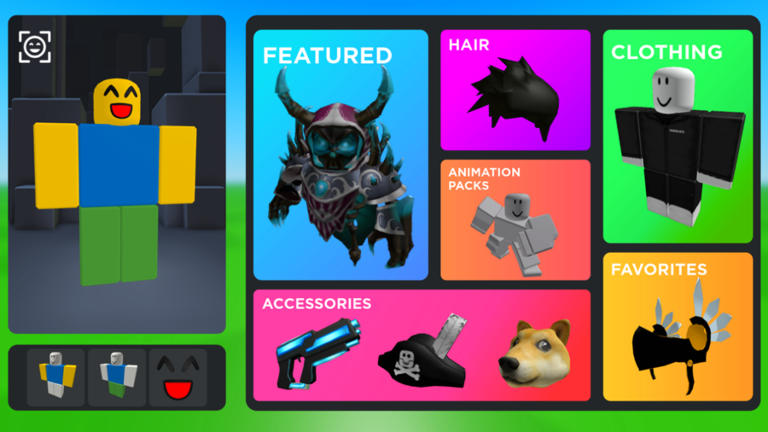 FEATURED
HAIR
CLOTHING
ANIMATION
PACKS
ACCESSORIES
FAVORITES